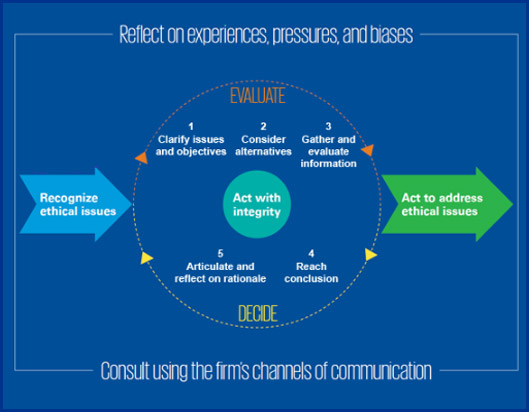 Reflect on experiences, pressures, and biases
EVALUATE
1
Clarify issues
and objectives
2
Consider
alternatives
3
Gather and
evaluate
information
Recognize
ethical issues
Act with
integrity
Act to address
ethical issues
5
Articulate and
reflect on rationale
4
Reach
conclusion
DECIDE
Consult using the firm's channels of communication